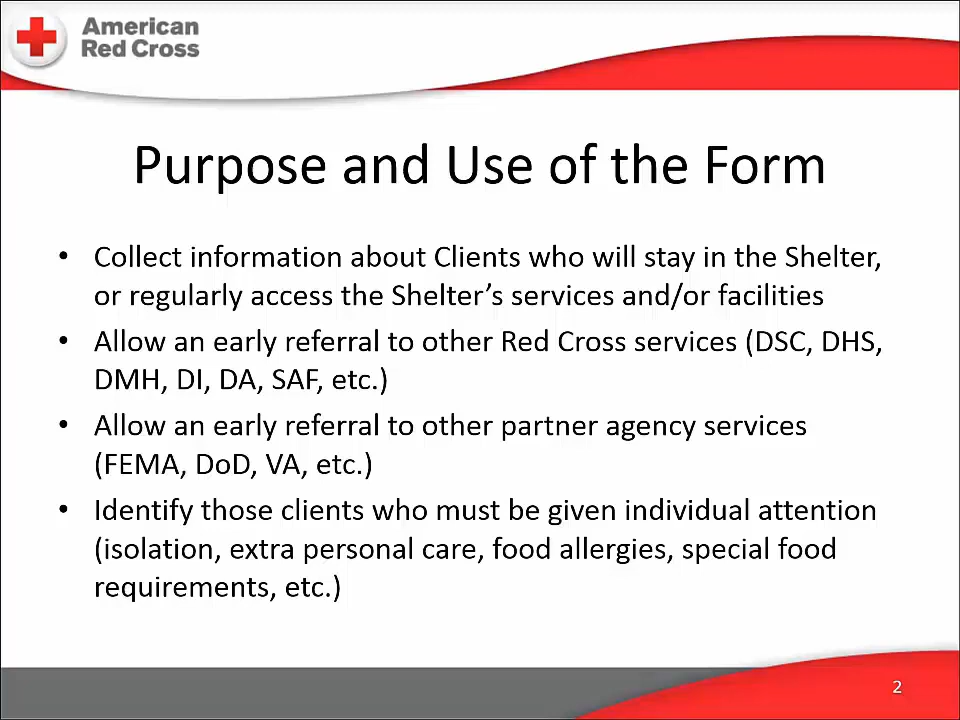 American
Red Cross
Purpose and Use of the Form
• Collect information about Clients who will stay in the Shelter,
or regularly access the Shelter’s services and/or facilities
• Allow an early referral to other Red Cross services (DSC, DHS,
DMH, DI, DA, SAF, etc.)
• Allow an early referral to other partner agency services
(FEMA, DoD, VA, etc.)
• Identify those clients who must be given individual attention
(isolation, extra personal care, food allergies, special food
requirements, etc.)
2